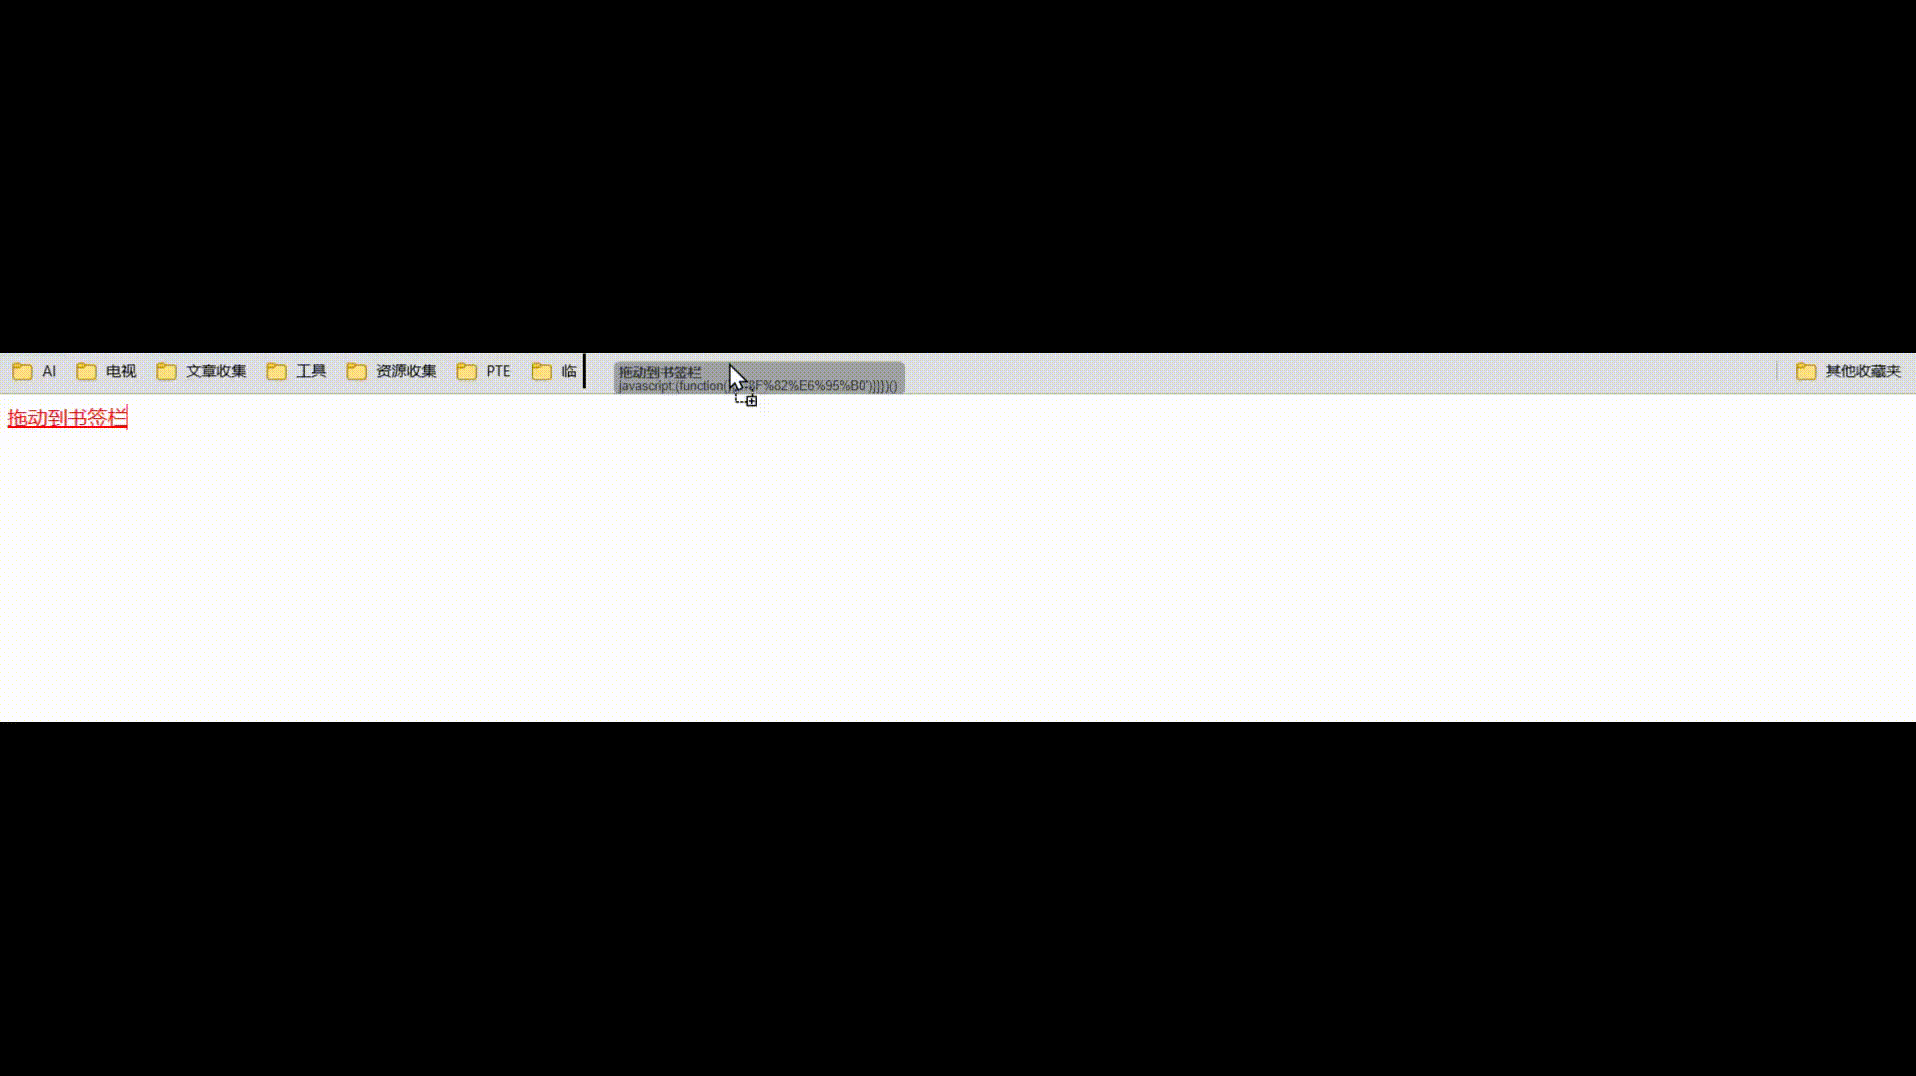 AI 电视 文章收集 工具 资源收集 PTE 临 其他收藏夹
拖动到书签栏
javascript:(function( 8F%82%E6%95%B0')}}})()
拖动到书签栏